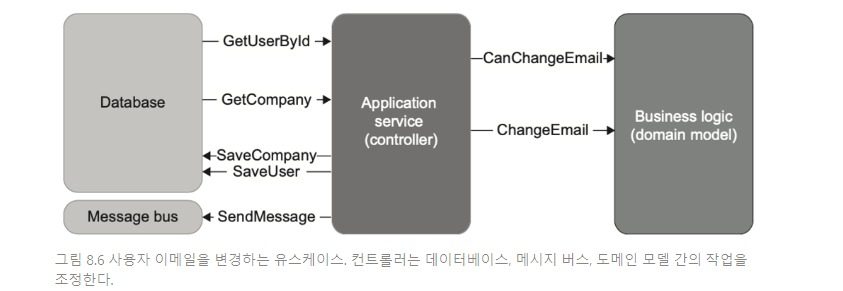 Database
GetUserById
GetCompany
SaveCompany
SaveUser
Message bus
SendMessage
Application
service
(controller)
CanChangeEmail
ChangeEmail
Business logic
(domain model)
그림 8.6 사용자 이메일을 변경하는 유스케이스. 컨트롤러는 데이터베이스, 메시지 버스, 도메인 모델 간의 작업을
조정한다.